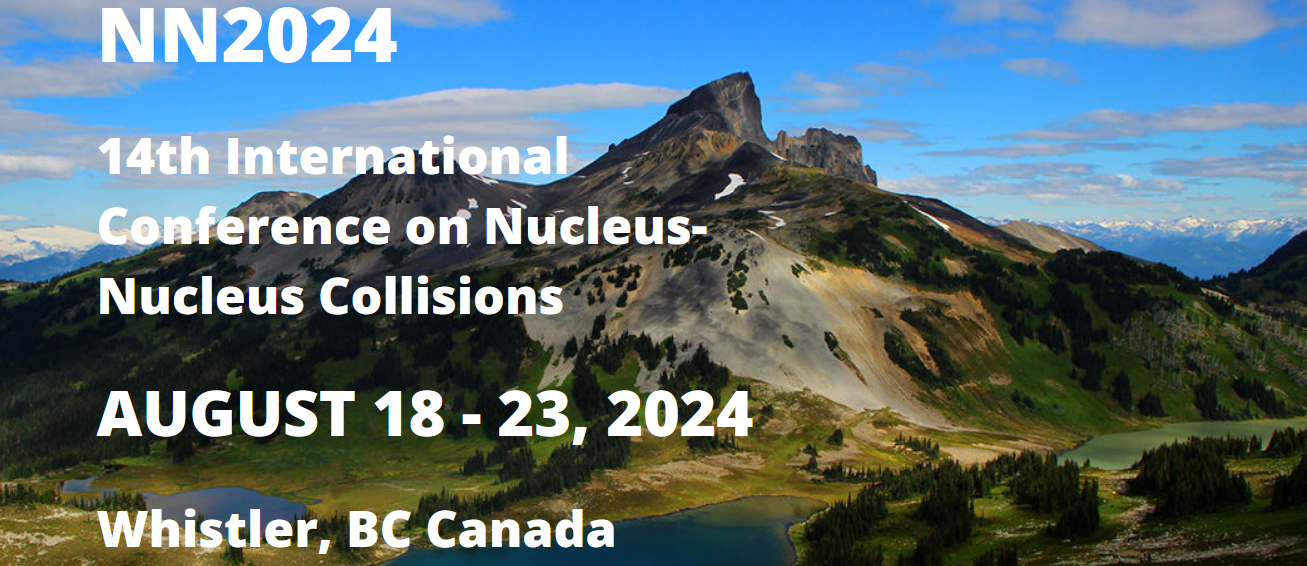 NN2024
14th International
Conference on Nucleus-
Nucleus Collisions
AUGUST 18 - 23, 2024
Whistler, BC Canada